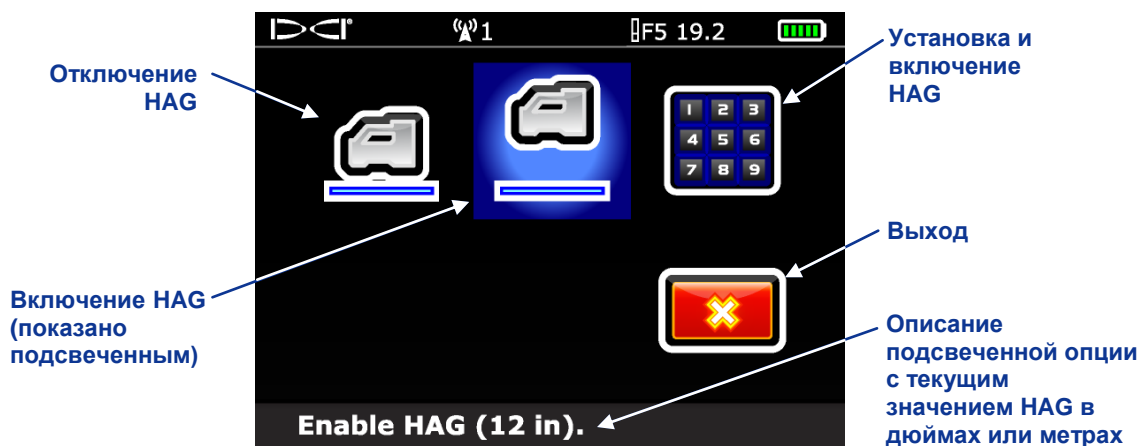 DCI
1
F5 19.2
Отключение
HAG
Установка и
включение
HAG
1 2 3
4 5 6
7 8 9
Выход
Включение HAG
(показано
подсвеченным)
Описание
подсвеченной опции
с текущим
значением HAG в
дюймах или метрах
Enable HAG (12 in).